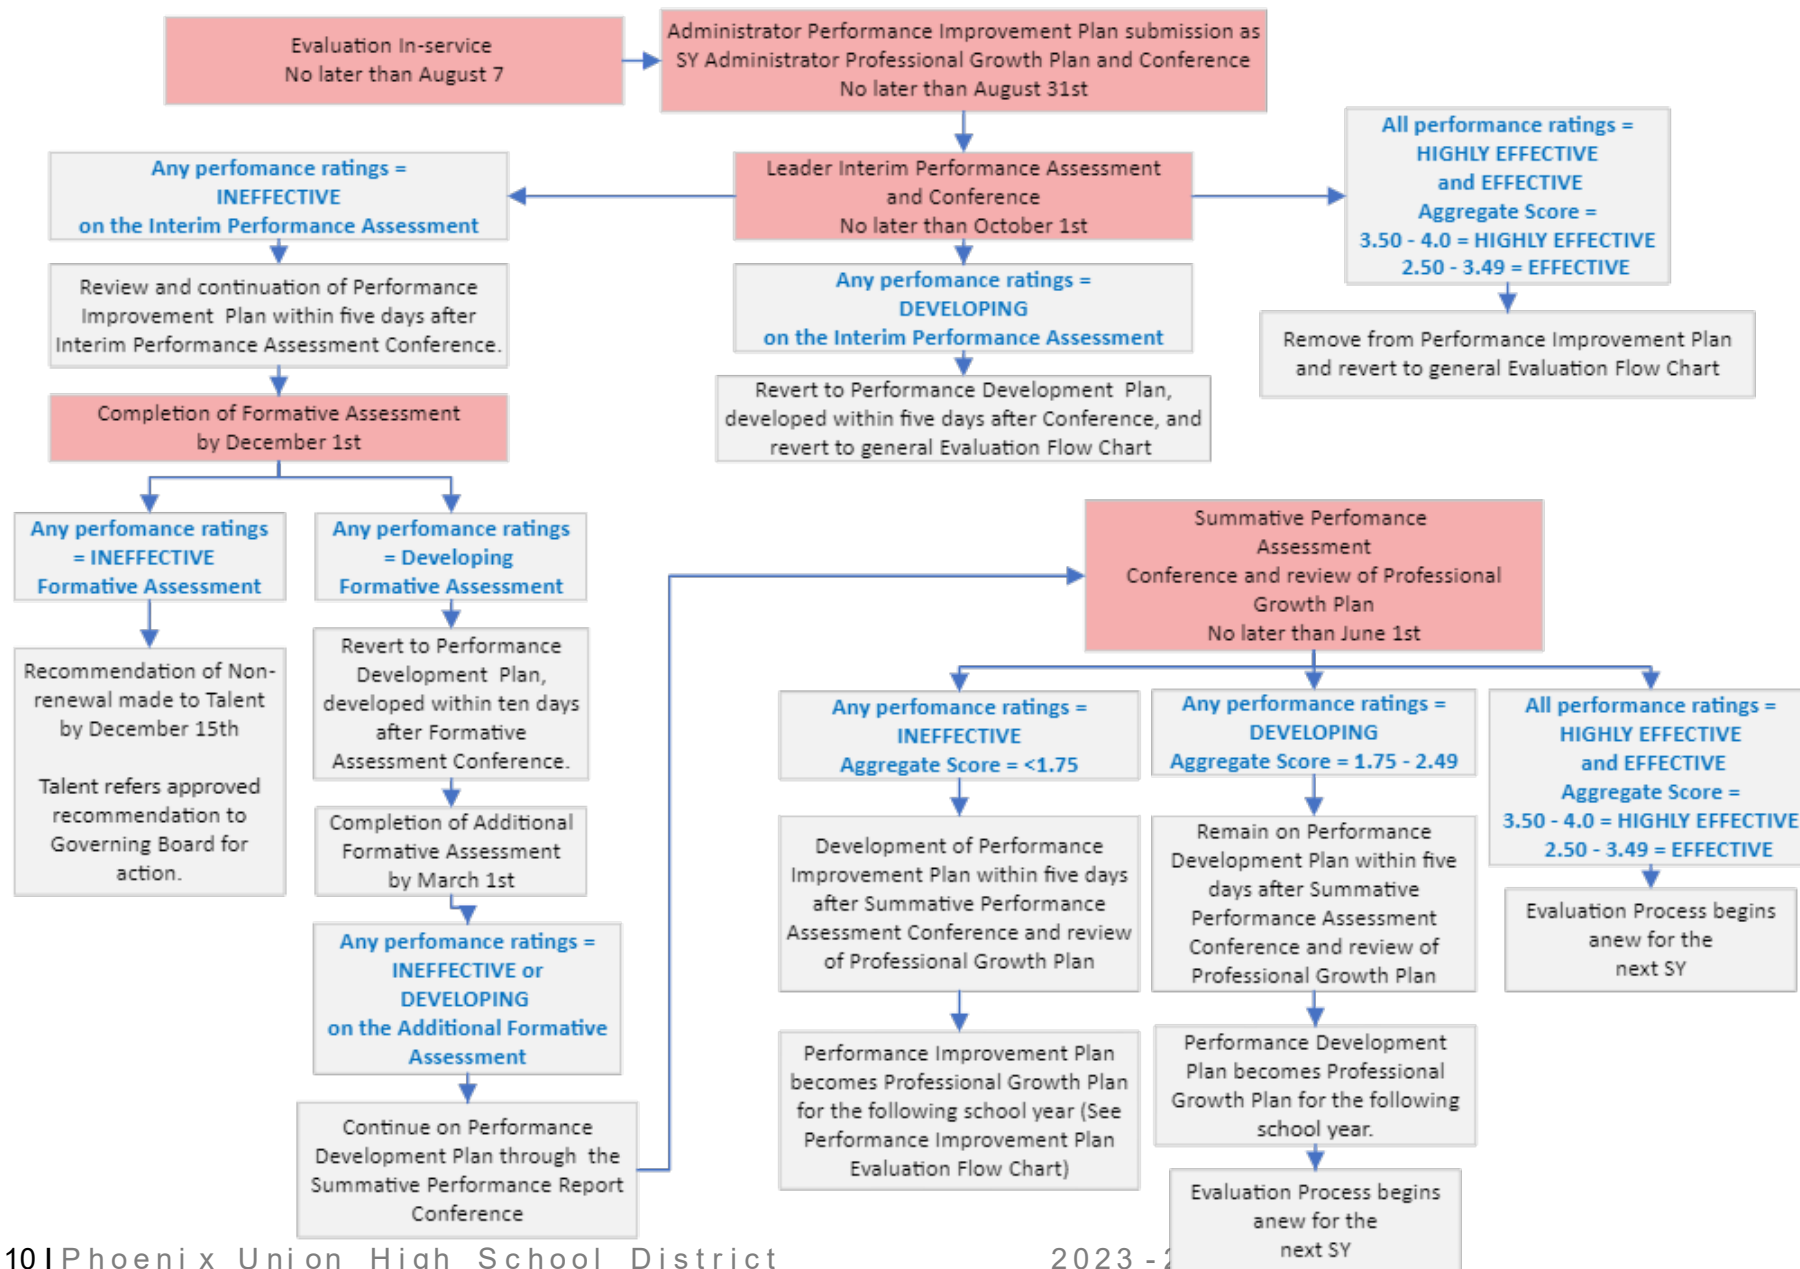 Evaluation In-service
No later than August 7
Administrator Performance Improvement Plan submission as
SY Administrator Professional Growth Plan and Conference
No later than August 31st
Any perfomance ratings =
INEFFECTIVE
on the Interim Performance Assessment
Leader Interim Performance Assessment
and Conference
No later than October 1st
All performance ratings =
HIGHLY EFFECTIVE
and EFFECTIVE
Aggregate Score =
3.50 - 4.0 = HIGHLY EFFECTIVE
2.50 - 3.49 = EFFECTIVE
Review and continuation of Performance
Improvement Plan within five days after
Interim Performance Assessment Conference.
Any perfomance ratings =
DEVELOPING
on the Interim Performance Assessment
Remove from Performance Improvement Plan
and revert to general Evaluation Flow Chart
Revert to Performance Development Plan,
developed within five days after Conference, and
revert to general Evaluation Flow Chart
Completion of Formative Assessment
by December 1st
Any perfomance ratings
= INEFFECTIVE
Formative Assessment
Any perfomance ratings
= Developing
Formative Assessment
Recommendation of Non-
renewal made to Talent
by December 15th
Talent refers approved
recommendation to
Governing Board for
action.
Revert to Performance
Development Plan,
developed within ten days
after Formative
Assessment Conference.
Completion of Additional
Formative Assessment
by March 1st
Any perfomance ratings =
INEFFECTIVE or
DEVELOPING
on the Additional Formative
Assessment
Continue on Performance
Development Plan through the
Summative Performance Report
Conference
Summative Perfomance
Assessment
Conference and review of Professional
Growth Plan
No later than June 1st
Any pefomance ratings =
INEFFECTIVE
Aggregate Score = <1.75
Any performance ratings =
DEVELOPING
Aggregate Score = 1.75 - 2.49
All performance ratings =
HIGHLY EFFECTIVE
and EFFECTIVE
Aggregate Score =
3.50 - 4.0 = HIGHLY EFFECTIVE
2.50 - 3.49 = EFFECTIVE
Development of Performance
Improvement Plan within five days
after Summative Performance
Assessment Conference and review
of Professional Growth Plan
Remain on Performance
Development Plan within five
days after Summative
Performance Assessment
Conference and review of
Professional Growth Plan
Evaluation Process begins
anew for the
next SY
Performance Improvement Plan
becomes Professional Growth Plan
for the following school year (See
Performance Improvement Plan
Evaluation Flow Chart)
Performance Development
Plan becomes Professional
Growth Plan for the following
school year.
Evaluation Process begins
anew for the
next SY
10 | Phoenix Union High School District 2023-2